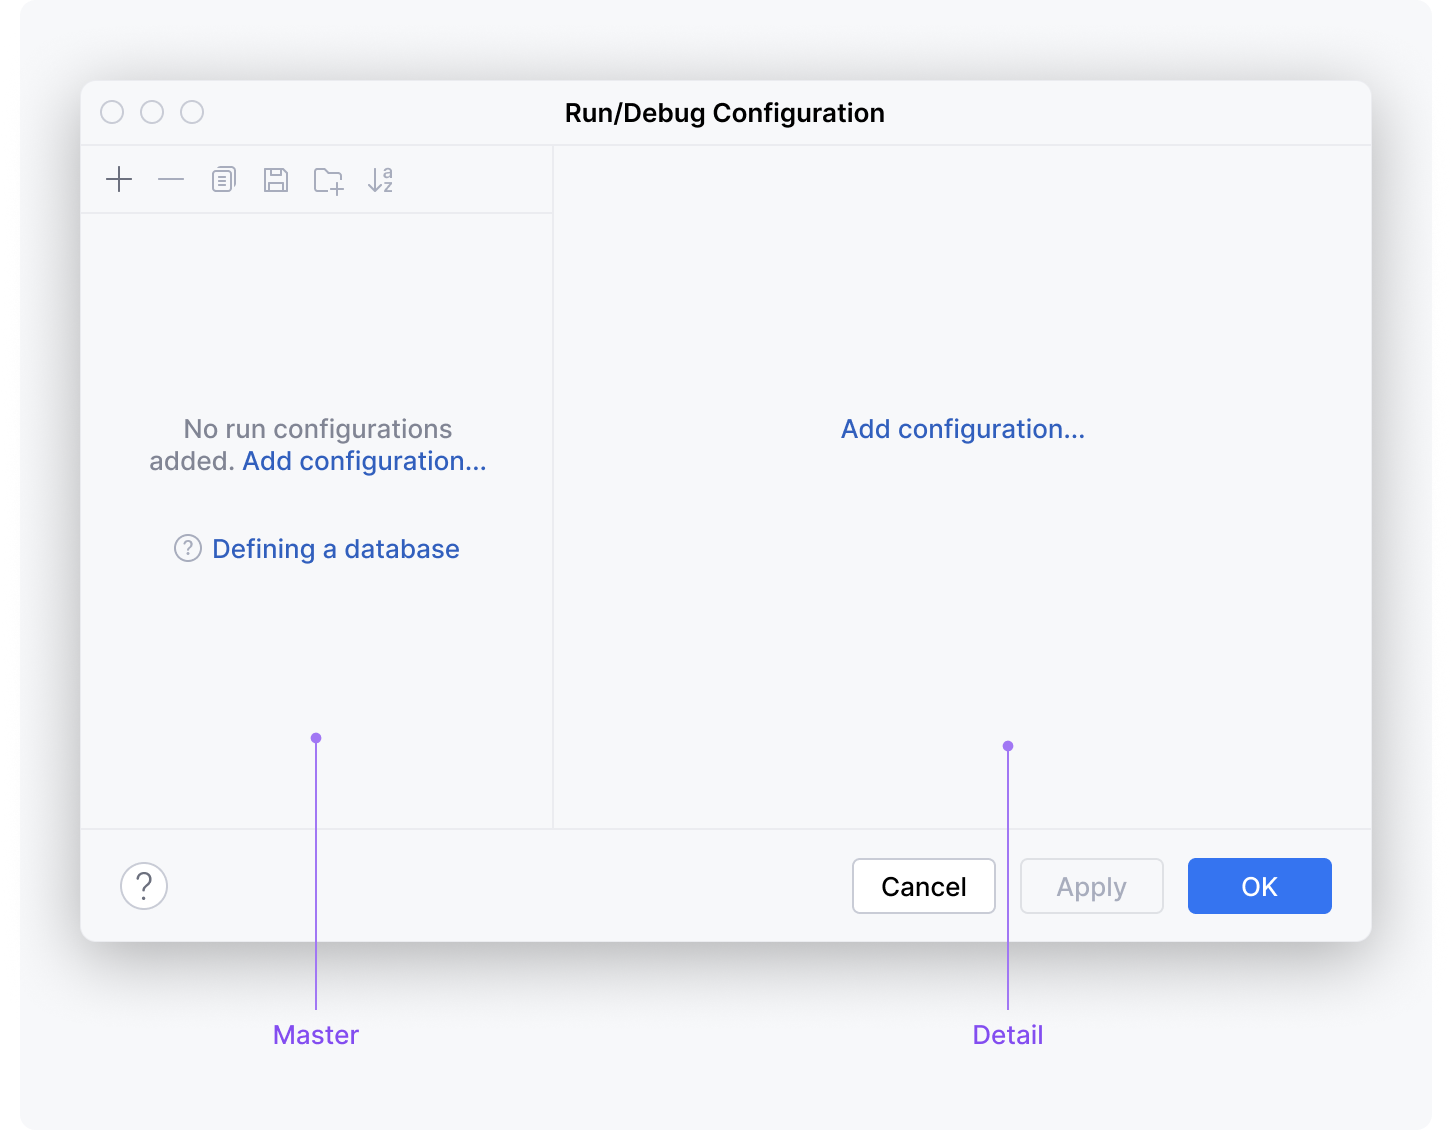 Run/Debug Configuration
a
z
No run configurations
added. Add configuration...
Add configuration...
? Defining a database
?
Cancel
Apply
OK
Master
Detail